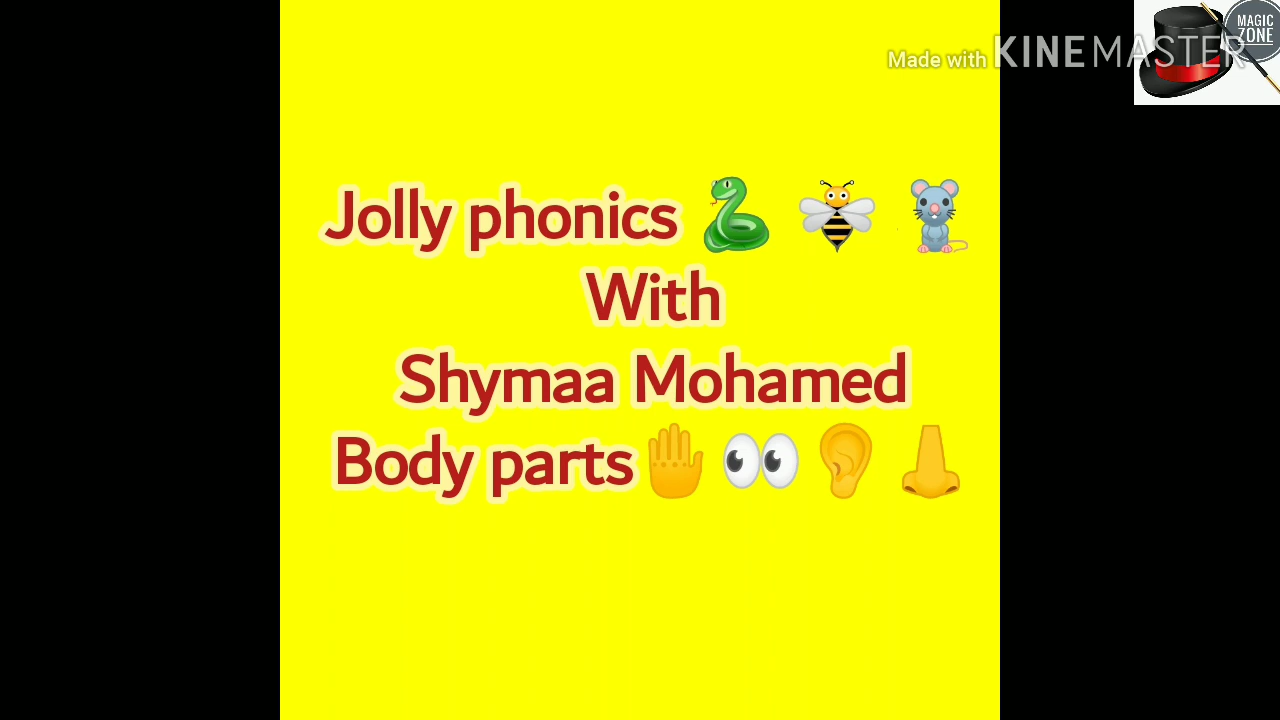 Made with KINEMASTER
MAGIC
ZONE
Jolly phonics 🐍 🐝 🐭
With
Shymaa Mohamed
Body parts🤚 👀 👂 👃